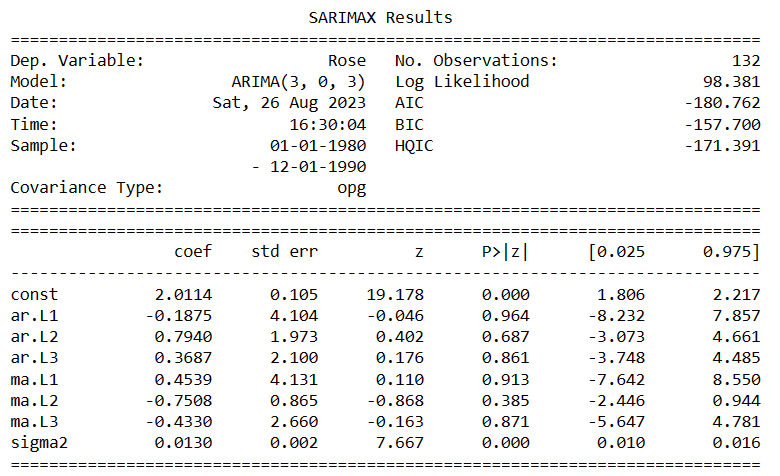 SARIMAX Results
==============================================================================
Dep. Variable:                   Rose   No. Observations:                  132
Model:                 ARIMA(3, 0, 3)   Log Likelihood                  98.381
Date:                Sat, 26 Aug 2023   AIC                           -180.762
Time:                        16:30:04   BIC                           -157.700
Sample:                    01-01-1980   HQIC                          -171.391
                         - 12-01-1990
Covariance Type:                  opg
==============================================================================
==============================================================================
                 coef    std err          z      P>|z|      [0.025      0.975]
------------------------------------------------------------------------------
const          2.0114      0.105     19.178      0.000       1.806       2.217
ar.L1         -0.1875      4.104     -0.046      0.964      -8.232       7.857
ar.L2          0.7940      1.973      0.402      0.687      -3.073       4.661
ar.L3          0.3687      2.100      0.176      0.861      -3.748       4.485
ma.L1          0.4539      4.131      0.110      0.913      -7.642       8.550
ma.L2         -0.7508      0.865     -0.868      0.385      -2.446       0.944
ma.L3         -0.4330      2.660     -0.163      0.871      -5.647       4.781
sigma2         0.0130      0.002      7.667      0.000       0.010       0.016
==============================================================================